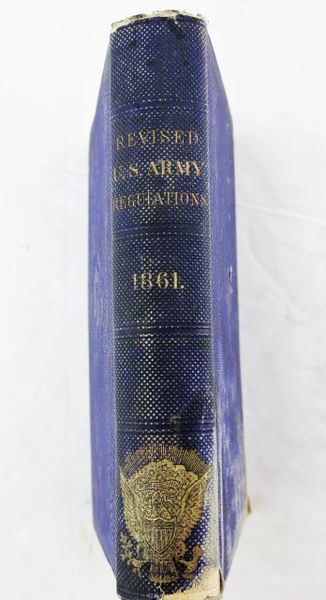 REVISED
U. S. ARMY
REGULATIONS
1861.